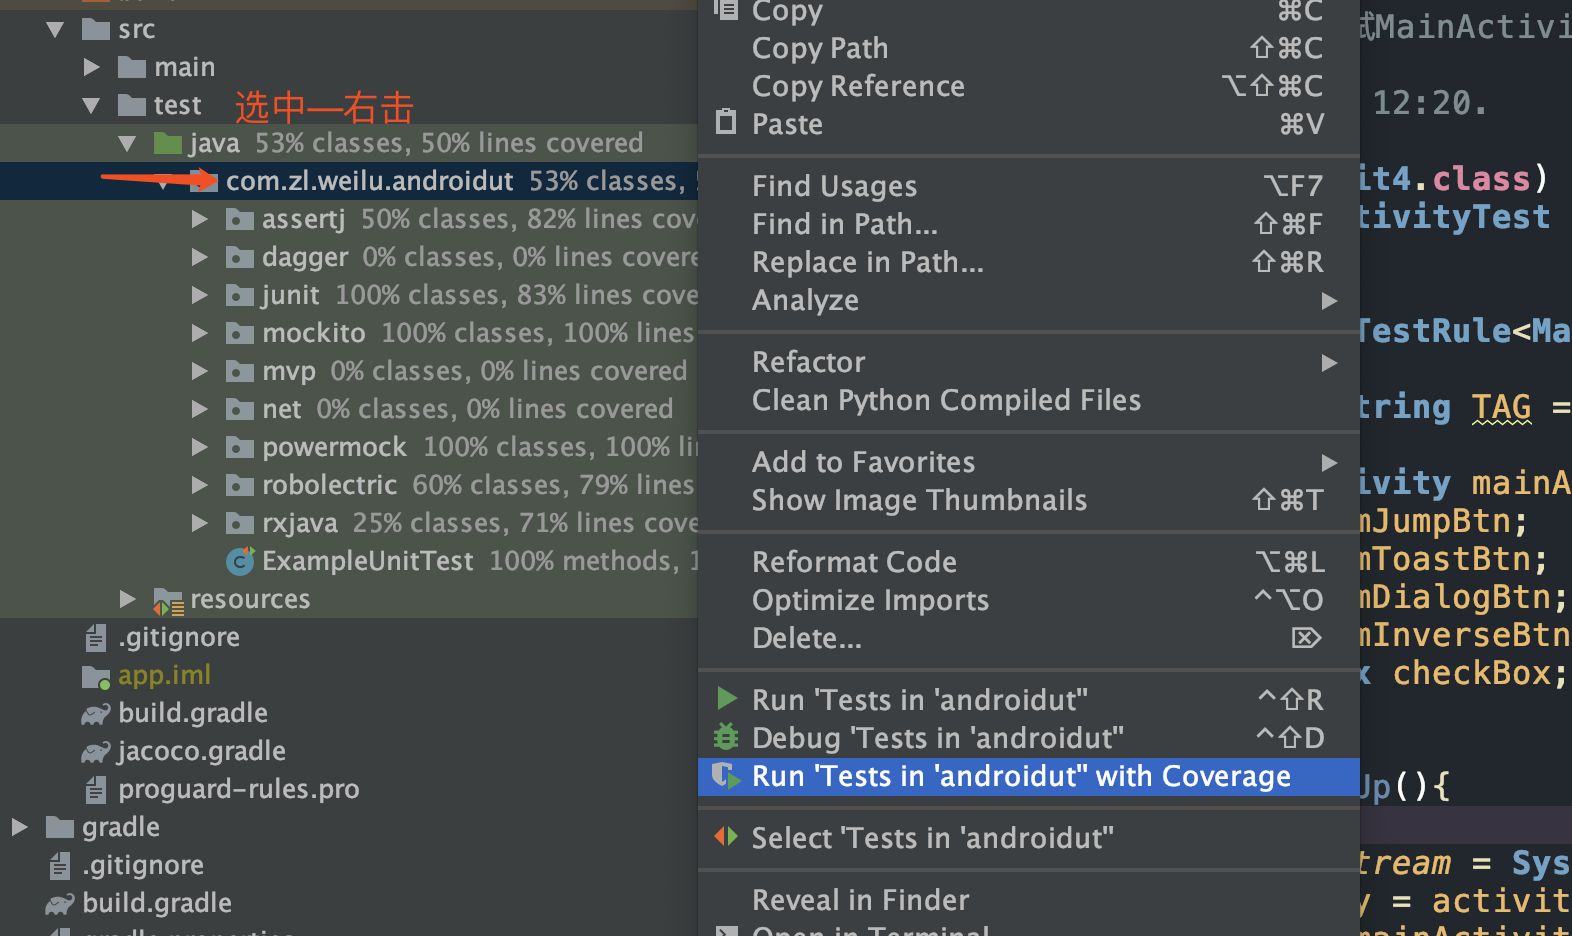 src
main
test 选中—右击
java 53% classes, 50% lines covered
com.zl.weilu.androidut 53% classes,
assertj 50% classes, 82% lines cov
dagger 0% classes, 0% lines covere
junit 100% classes, 83% lines cove
mockito 100% classes, 100% lines
mvp 0% classes, 0% lines covered
net 0% classes, 0% lines covered
powermock 100% classes, 100% li
robolectric 60% classes, 79% lines
rxjava 25% classes, 71% lines cove
ExampleUnitTest 100% methods, 1
resources
.gitignore
app.iml
build.gradle
jacoco.gradle
proguard-rules.pro
gradle
.gitignore
build.gradle
gradle.properties
Copy ⌘C
Copy Path ⇧⌘C
Copy Reference ⌥⇧⌘C
Paste ⌘V
Find Usages ⌥F7
Find in Path... ⇧⌘F
Replace in Path... ⇧⌘R
Analyze
Refactor
Clean Python Compiled Files
Add to Favorites
Show Image Thumbnails ⇧⌘T
Reformat Code ⌥⌘L
Optimize Imports ^⌥O
Delete... ⌦
Run 'Tests in 'androidut'' ^⇧R
Debug 'Tests in 'androidut'' ^⇧D
Run 'Tests in 'androidut'' with Coverage
Select 'Tests in 'androidut''
Reveal in Finder
Open in Terminal
试MainActivi
12:20.
it4.class)
tivityTest
TestRule<Ma
tring TAG =
ivity mainA
mJumpBtn;
mToastBtn;
mDialogBtn;
mInverseBtn
x checkBox;
Up(){
tream = Sys
y = activit
mainActivit